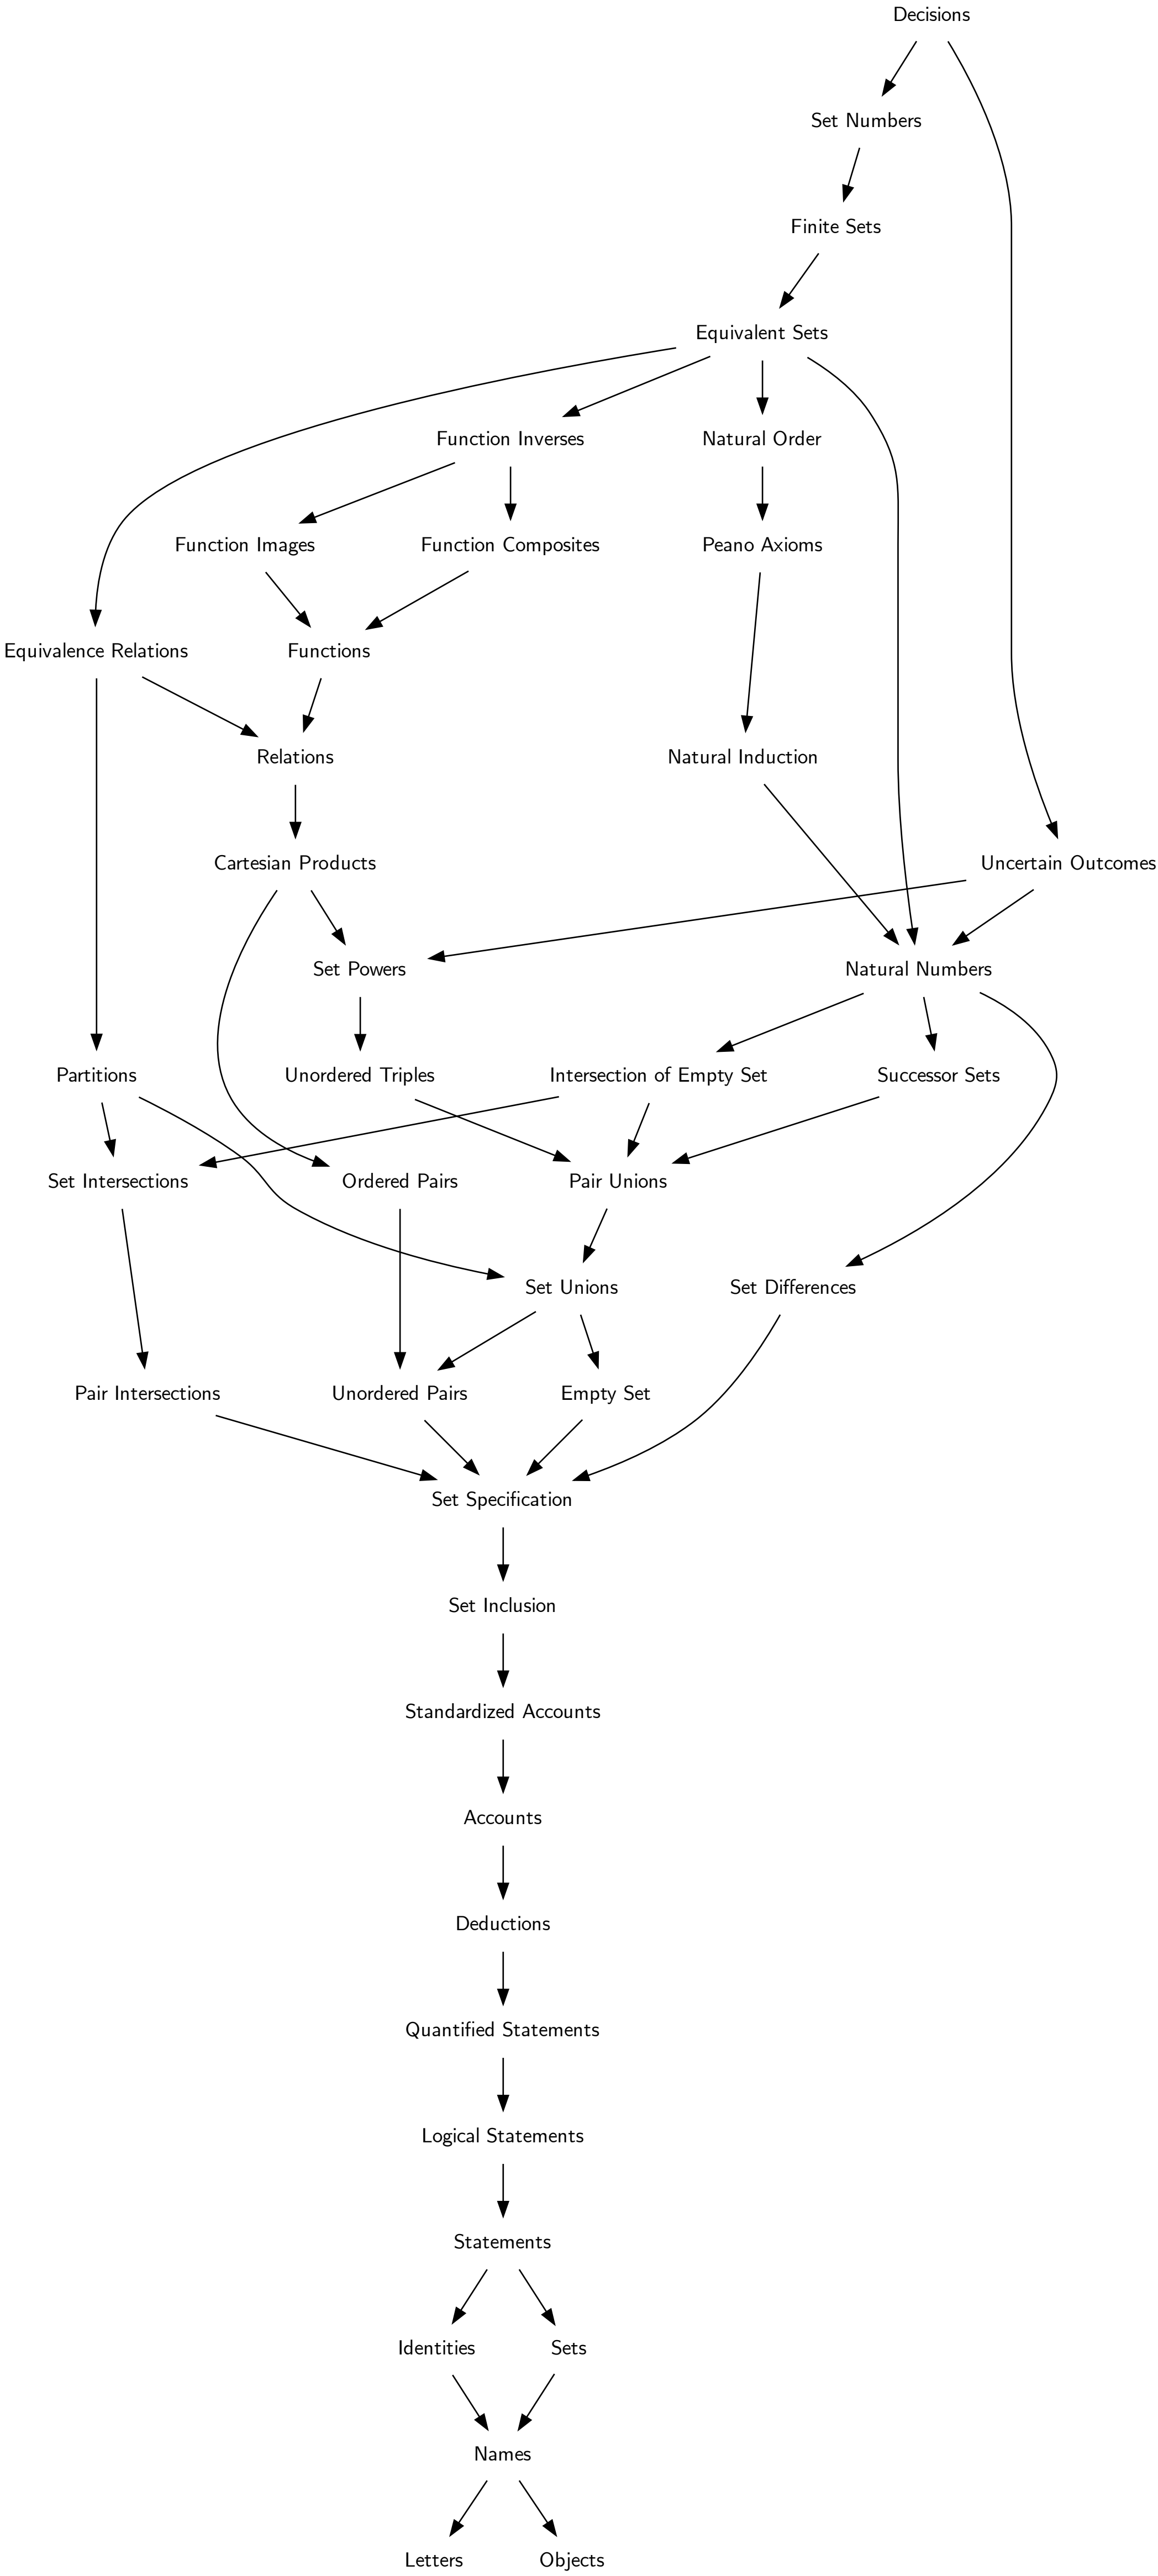 Decisions
Set Numbers
Finite Sets
Equivalent Sets
Function Inverses
Natural Order
Function Images
Function Composites
Peano Axioms
Equivalence Relations
Functions
Relations
Natural Induction
Cartesian Products
Uncertain Outcomes
Set Powers
Natural Numbers
Partitions
Unordered Triples
Intersection of Empty Set
Successor Sets
Set Intersections
Ordered Pairs
Pair Unions
Set Unions
Set Differences
Pair Intersections
Unordered Pairs
Empty Set
Set Specification
Set Inclusion
Standardized Accounts
Accounts
Deductions
Quantified Statements
Logical Statements
Statements
Identities
Sets
Names
Letters
Objects